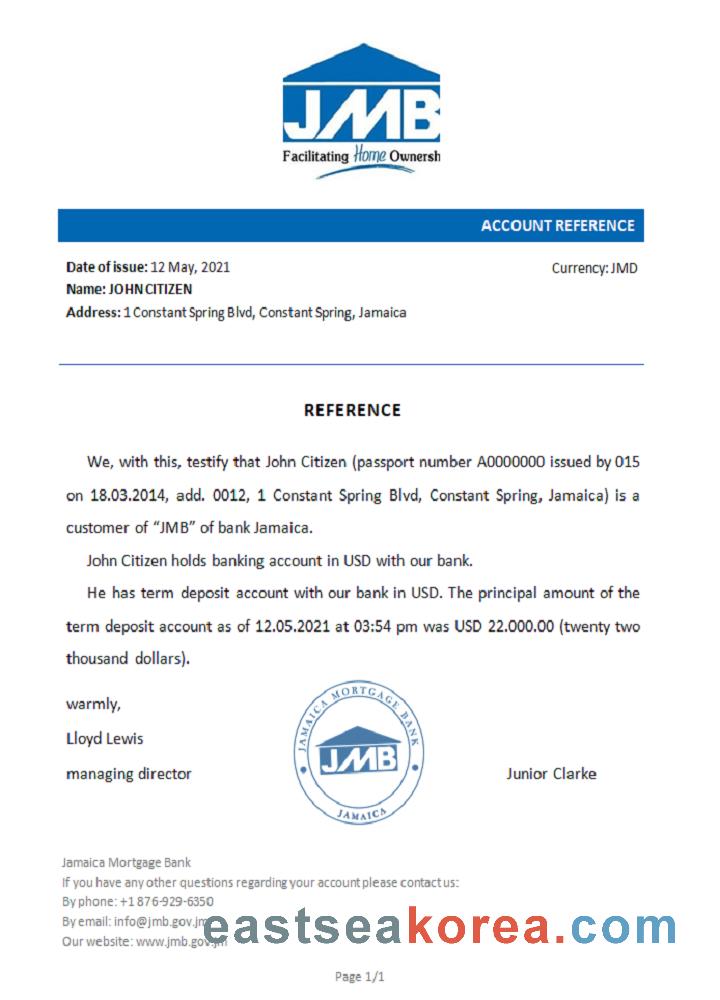 JMB
Facilitating Home Ownersh
ACCOUNT REFERENCE
Date of issue: 12 May, 2021
Currency: JMD
Name: JOHN CITIZEN
Address: 1 Constant Spring Blvd, Constant Spring, Jamaica
REFERENCE
We, with this, testify that John Citizen (passport number A0000000 issued by 015
on 18.03.2014, add. 0012, 1 Constant Spring Blvd, Constant Spring, Jamaica) is a
customer of “JMB” of bank Jamaica.
John Citizen holds banking account in USD with our bank.
He has term deposit account with our bank in USD. The principal amount of the
term deposit account as of 12.05.2021 at 03:54 pm was USD 22.000.00 (twenty two
thousand dollars).
warmly,
Lloyd Lewis
managing director
JAMAICA MORTGAGE BANK
JMB
JAMAICA
Junior Clarke
Jamaica Mortgage Bank
If you have any other questions regarding your account please contact us:
By phone: +1 876-929-6350
By email: info@jmb.gov.jm
Our website: www.jmb.gov.jm
eastseakorea.com
Page 1/1